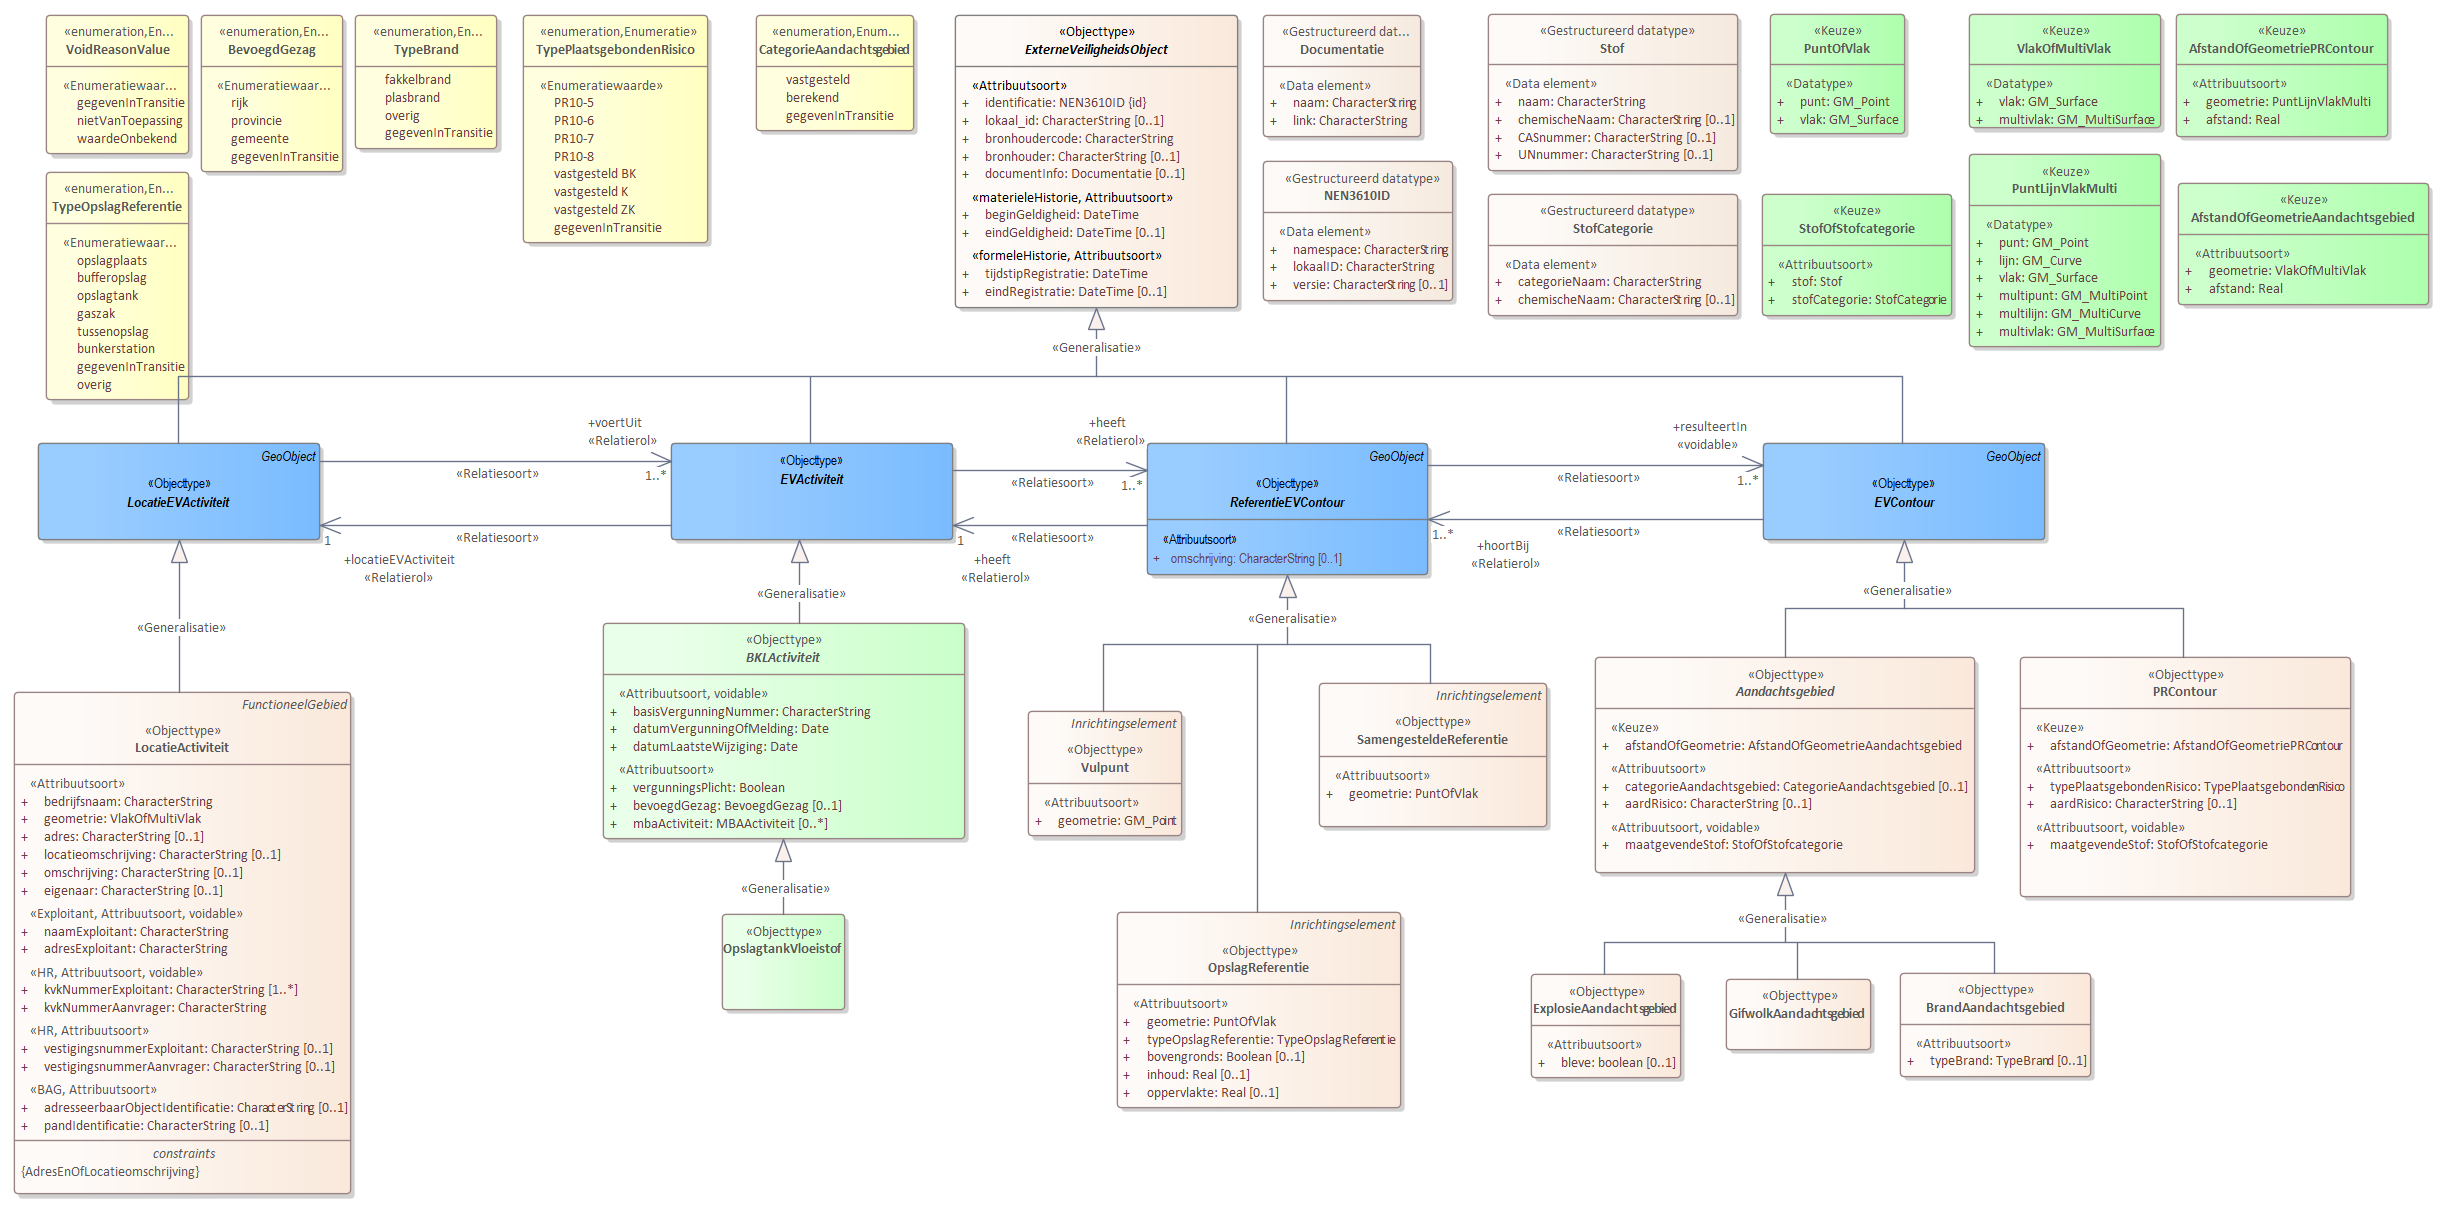 «enumeration,En...
VoidReasonValue
«Enumeratiewaar...
gegevenInTransitie
nietVanToepassing
waardeOnbekend
«enumeration,En...
BevoegdGezag
«Enumeratiewaar...
rijk
provincie
gemeente
gegevenInTransitie
«enumeration,En...
TypeBrand
fakkelbrand
plasbrand
overig
gegevenInTransitie
«enumeration,Enumeratie»
TypePlaatsgebondenRisico
«Enumeratiewaarde»
PR10-5
PR10-6
PR10-7
PR10-8
vastgesteld BK
vastgesteld K
vastgesteld ZK
gegevenInTransitie
«enumeration,Enum...
CategorieAandachtsgebied
vastgesteld
berekend
gegevenInTransitie
«Objecttype»
ExterneVeiligheidsObject
«Attribuutsoort»
+ identificatie: NEN3610ID {id}
+ lokaal_id: CharacterString [0..1]
+ bronhoudercode: CharacterString
+ bronhouder: CharacterString [0..1]
+ documentInfo: Documentatie [0..1]
«materieleHistorie, Attribuutsoort»
+ beginGeldigheid: DateTime
+ eindGeldigheid: DateTime [0..1]
«formeleHistorie, Attribuutsoort»
+ tijdstipRegistratie: DateTime
+ eindRegistratie: DateTime [0..1]
«Gestructureerd dat...
Documentatie
«Data element»
+ naam: CharacterString
+ link: CharacterString
«Gestructureerd datatype»
NEN3610ID
«Data element»
+ namespace: CharacterString
+ lokaalID: CharacterString
+ versie: CharacterString [0..1]
«Gestructureerd datatype»
Stof
«Data element»
+ naam: CharacterString
+ chemischeNaam: CharacterString [0..1]
+ CASnummer: CharacterString [0..1]
+ UNnummer: CharacterString [0..1]
«Gestructureerd datatype»
StofCategorie
«Data element»
+ categorieNaam: CharacterString
+ chemischeNaam: CharacterString [0..1]
«Keuze»
PuntOfVlak
«Datatype»
+ punt: GM_Point
+ vlak: GM_Surface
«Keuze»
StofOfStofcategorie
«Attribuutsoort»
+ stof: Stof
+ stofCategorie: StofCategorie
«Keuze»
VlakOfMultiVlak
«Datatype»
+ vlak: GM_Surface
+ multivlak: GM_MultiSurface
«Keuze»
PuntLijnVlakMulti
«Datatype»
+ punt: GM_Point
+ lijn: GM_Curve
+ vlak: GM_Surface
+ multipunt: GM_MultiPoint
+ multilijn: GM_MultiCurve
+ multivlak: GM_MultiSurface
«Keuze»
AfstandOfGeometriePRContour
«Attribuutsoort»
+ geometrie: PuntLijnVlakMulti
+ afstand: Real
«Keuze»
AfstandOfGeometrieAandachtsgebied
«Attribuutsoort»
+ geometrie: VlakOfMultiVlak
+ afstand: Real
«enumeration,En...
TypeOpslagReferentie
«Enumeratiewaar...
opslagplaats
bufferopslag
opslagtank
gaszak
tussenopslag
bunkerstation
gegevenInTransitie
overig
«Generalisatie»
GeoObject
«Objecttype»
LocatieEVActiviteit
+voertUit
«Relatierol»
1..*
«Relatiesoort»
«Relatiesoort»
1
+locatieEVActiviteit
«Relatierol»
«Objecttype»
EVActiviteit
+heeft
«Relatierol»
1..*
«Relatiesoort»
«Relatiesoort»
1
+heeft
«Relatierol»
GeoObject
«Objecttype»
ReferentieEVContour
«Attribuutsoort»
+ omschrijving: CharacterString [0..1]
+resulteertIn
«voidable»
1..*
«Relatiesoort»
«Relatiesoort»
1..*
+hoortBij
«Relatierol»
GeoObject
«Objecttype»
EVContour
«Generalisatie»
«Generalisatie»
«Generalisatie»
«Generalisatie»
FunctioneelGebied
«Objecttype»
LocatieActiviteit
«Attribuutsoort»
+ bedrijfsnaam: CharacterString
+ geometrie: VlakOfMultiVlak
+ adres: CharacterString [0..1]
+ locatieomschrijving: CharacterString [0..1]
+ omschrijving: CharacterString [0..1]
+ eigenaar: CharacterString [0..1]
«Exploitant, Attribuutsoort, voidable»
+ naamExploitant: CharacterString
+ adresExploitant: CharacterString
«HR, Attribuutsoort, voidable»
+ kvkNummerExploitant: CharacterString [1..*]
+ kvkNummerAanvrager: CharacterString
«HR, Attribuutsoort»
+ vestigingsnummerExploitant: CharacterString [0..1]
+ vestigingsnummerAanvrager: CharacterString [0..1]
«BAG, Attribuutsoort»
+ adresseerbaarObjectIdentificatie: CharacterString [0..1]
+ pandIdentificatie: CharacterString [0..1]
constraints
{AdresEnOfLocatieomschrijving}
«Objecttype»
BKLActiviteit
«Attribuutsoort, voidable»
+ basisVergunningNummer: CharacterString
+ datumVergunningOfMelding: Date
+ datumLaatsteWijziging: Date
«Attribuutsoort»
+ vergunningsPlicht: Boolean
+ bevoegdGezag: BevoegdGezag [0..1]
+ mbaActiviteit: MBAActiviteit [0..*]
«Generalisatie»
«Objecttype»
OpslagtankVloeistof
Inrichtingselement
«Objecttype»
Vulpunt
«Attribuutsoort»
+ geometrie: GM_Point
Inrichtingselement
«Objecttype»
SamengesteldeReferentie
«Attribuutsoort»
+ geometrie: PuntOfVlak
Inrichtingselement
«Objecttype»
OpslagReferentie
«Attribuutsoort»
+ geometrie: PuntOfVlak
+ typeOpslagReferentie: TypeOpslagReferentie
+ bovengronds: Boolean [0..1]
+ inhoud: Real [0..1]
+ oppervlakte: Real [0..1]
«Objecttype»
Aandachtsgebied
«Keuze»
+ afstandOfGeometrie: AfstandOfGeometrieAandachtsgebied
«Attribuutsoort»
+ categorieAandachtsgebied: CategorieAandachtsgebied [0..1]
+ aardRisico: CharacterString [0..1]
«Attribuutsoort, voidable»
+ maatgevendeStof: StofOfStofcategorie
«Objecttype»
PRContour
«Keuze»
+ afstandOfGeometrie: AfstandOfGeometriePRContour
«Attribuutsoort»
+ typePlaatsgebondenRisico: TypePlaatsgebondenRisico
+ aardRisico: CharacterString [0..1]
«Attribuutsoort, voidable»
+ maatgevendeStof: StofOfStofcategorie
«Generalisatie»
«Objecttype»
ExplosieAandachtsgebied
«Attribuutsoort»
+ bleve: boolean [0..1]
«Objecttype»
GifwolkAandachtsgebied
«Objecttype»
BrandAandachtsgebied
«Attribuutsoort»
+ typeBrand: TypeBrand [0..1]